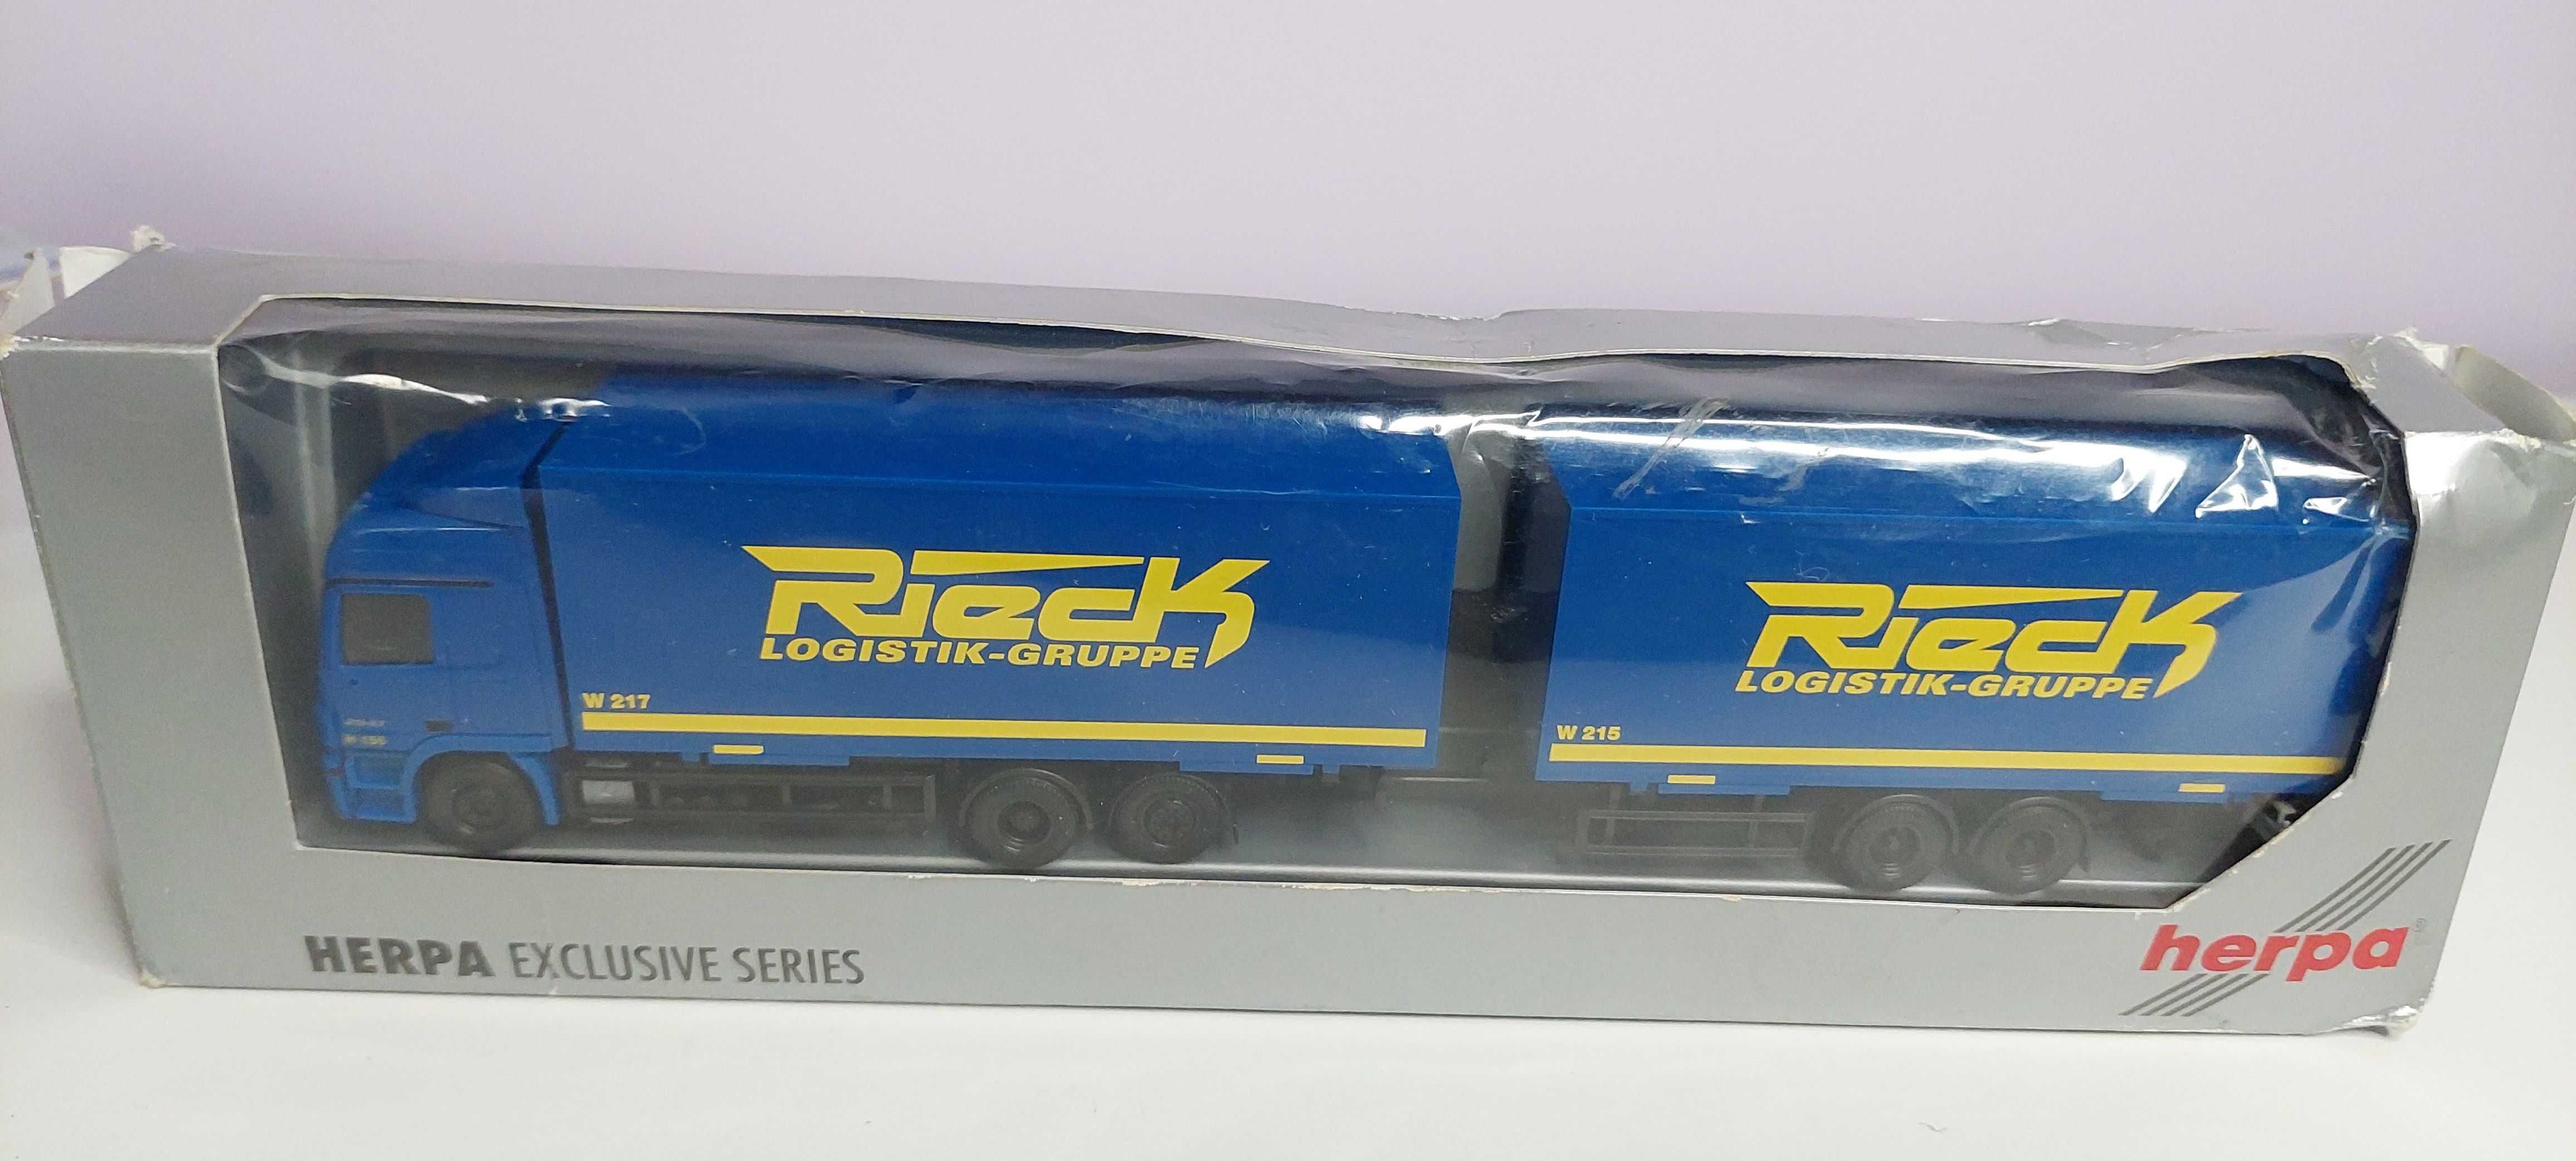 Rieck
LOGISTIK-GRUPPE
W 217
Rieck
LOGISTIK-GRUPPE
W 215
HERPA EXCLUSIVE SERIES
herpa®